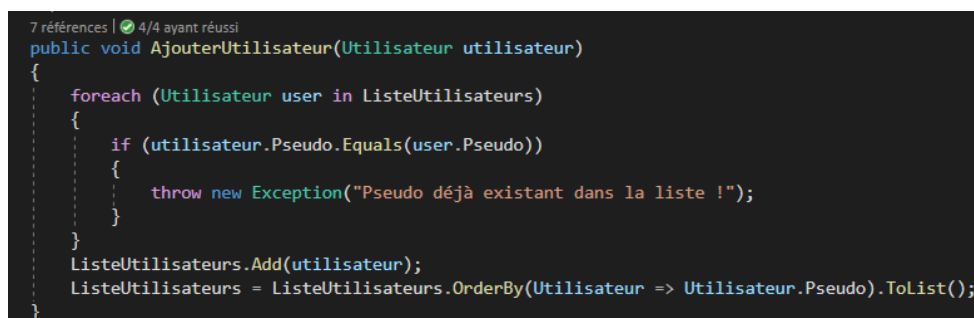 7 références | 4/4 ayant réussi
public void AjouterUtilisateur(Utilisateur utilisateur)
{
foreach (Utilisateur user in ListeUtilisateurs)
{
if (utilisateur.Pseudo.Equals(user.Pseudo))
{
throw new Exception("Pseudo déjà existant dans la liste !");
}
}
ListeUtilisateurs.Add(utilisateur);
ListeUtilisateurs = ListeUtilisateurs.OrderBy(Utilisateur => Utilisateur.Pseudo).ToList();
}